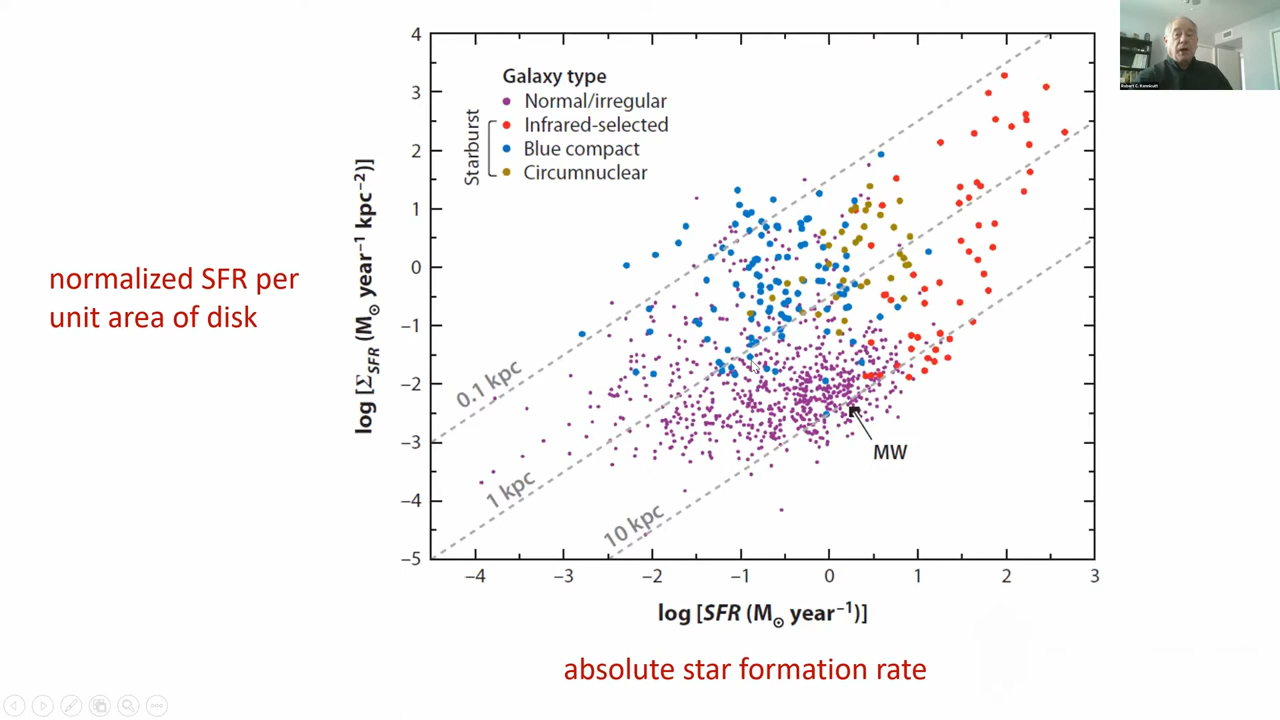 normalized SFR per
unit area of disk
log [Σ_SFR (M⊙ year⁻¹ kpc⁻²)]
4
3
2
1
0
−1
−2
−3
−4
−5
Galaxy type
Normal/irregular
Starburst
Infrared-selected
Blue compact
Circumnuclear
0.1 kpc
1 kpc
10 kpc
MW
−4
−3
−2
−1
0
1
2
3
log [SFR (M⊙ year⁻¹)]
absolute star formation rate
Robert C. Kennicutt